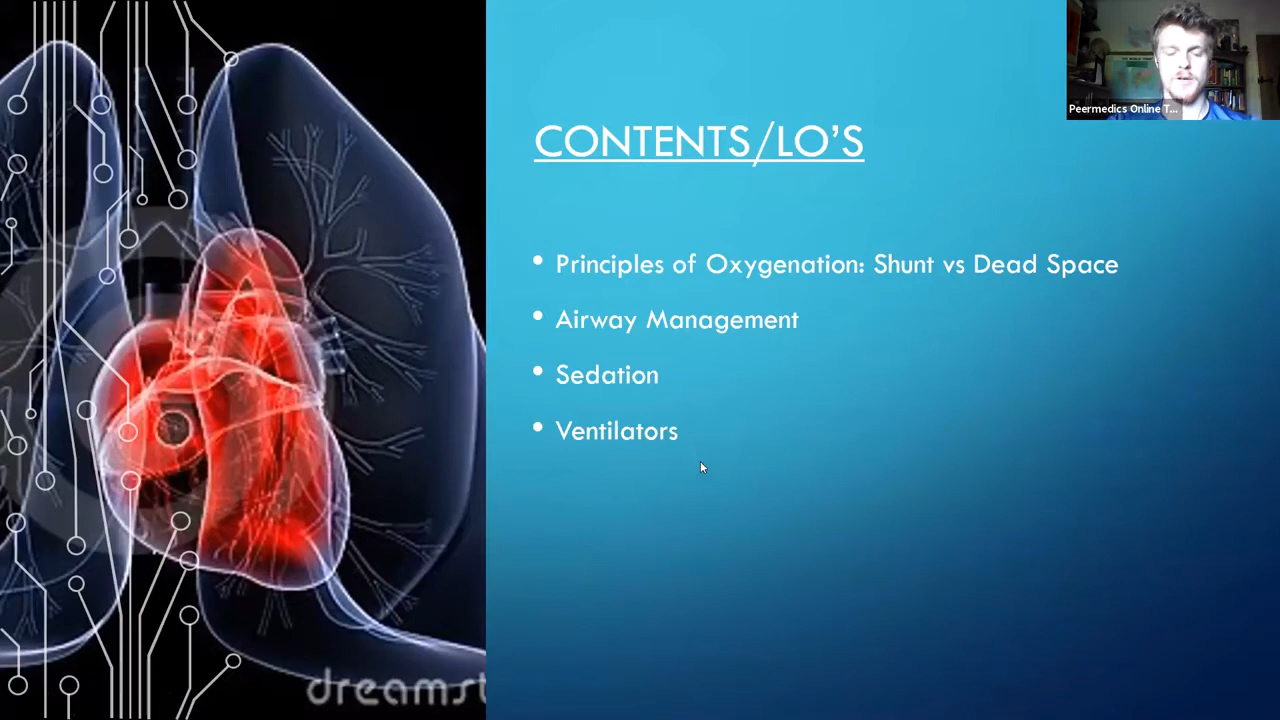 Peermedics Online T...
CONTENTS/LO'S
• Principles of Oxygenation: Shunt vs Dead Space
• Airway Management
• Sedation
• Ventilators
dreamst